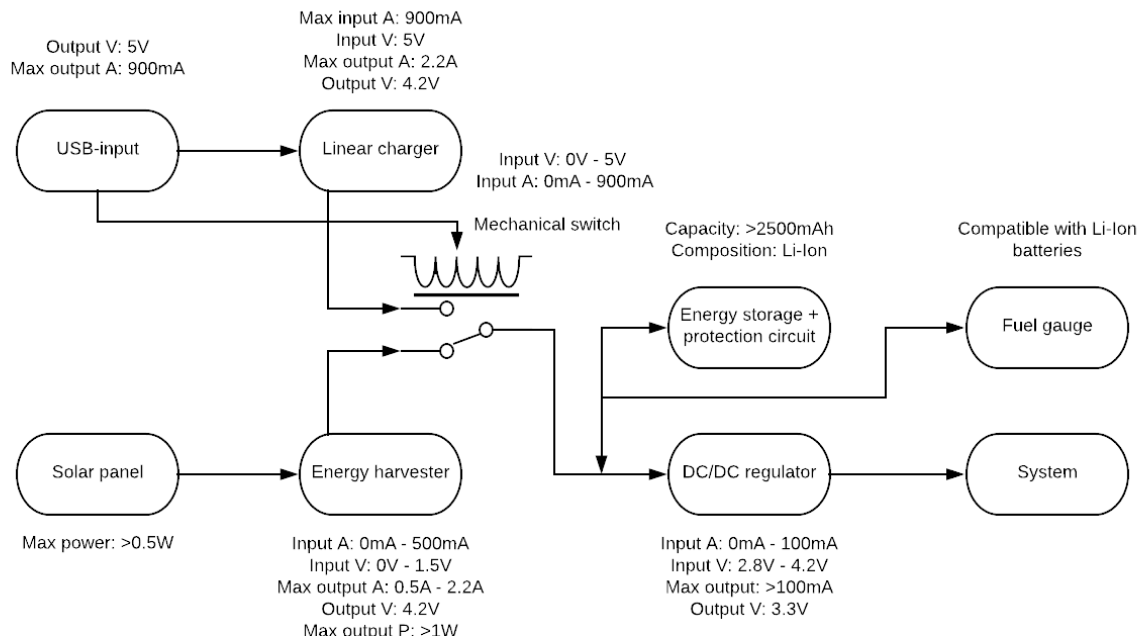 Output V: 5V
Max output A: 900mA
Max input A: 900mA
Input V: 5V
Max output A: 2.2A
Output V: 4.2V
USB-input
Linear charger
Input V: 0V - 5V
Input A: 0mA - 900mA
Mechanical switch
Capacity: >2500mAh
Composition: Li-Ion
Compatible with Li-Ion
batteries
Energy storage +
protection circuit
Fuel gauge
Solar panel
Energy harvester
DC/DC regulator
System
Max power: >0.5W
Input A: 0mA - 500mA
Input V: 0V - 1.5V
Max output A: 0.5A - 2.2A
Output V: 4.2V
Max output P: >1W
Input A: 0mA - 100mA
Input V: 2.8V - 4.2V
Max output: >100mA
Output V: 3.3V